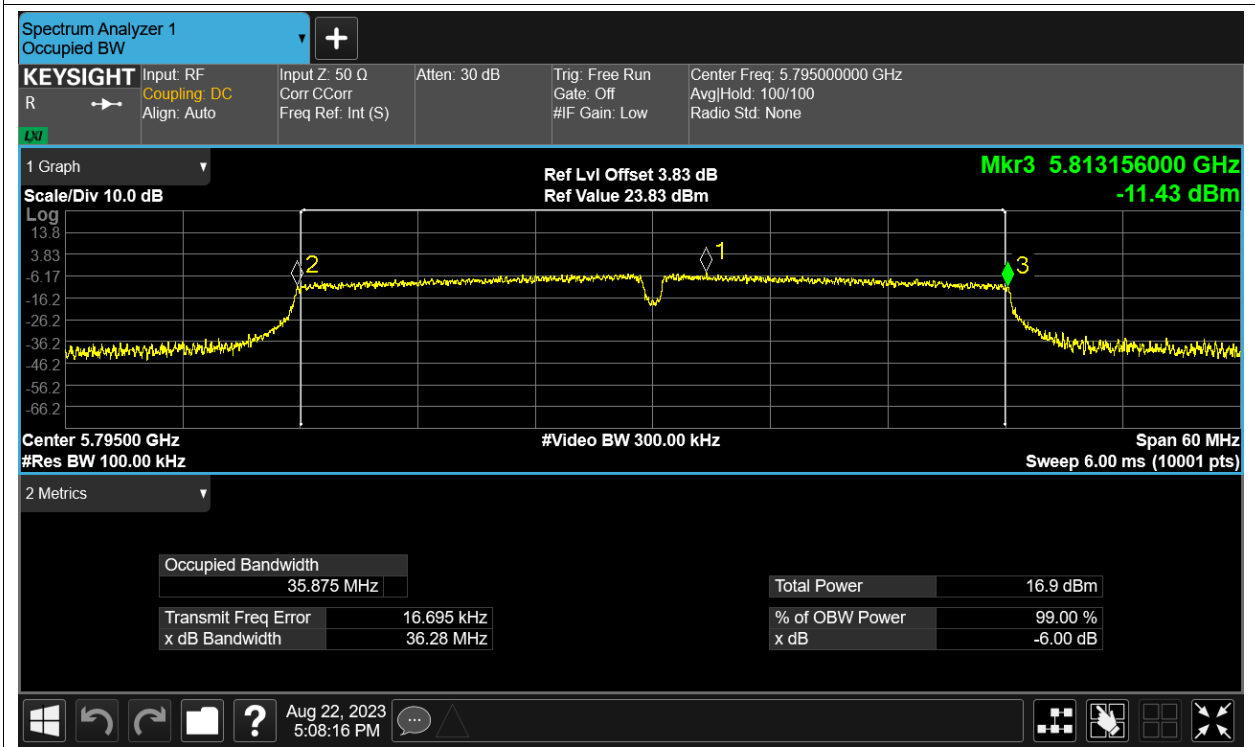 Spectrum Analyzer 1
Occupied BW
KEYSIGHT
R
LXI
Input: RF
Coupling: DC
Align: Auto
Input Z: 50 Ω
Corr CCorr
Freq Ref: Int (S)
Atten: 30 dB
Trig: Free Run
Gate: Off
#IF Gain: Low
Center Freq: 5.795000000 GHz
Avg|Hold: 100/100
Radio Std: None
1 Graph
Scale/Div 10.0 dB
Ref Lvl Offset 3.83 dB
Ref Value 23.83 dBm
Mkr3 5.813156000 GHz
-11.43 dBm
Log
13.8
3.83
-6.17
-16.2
-26.2
-36.2
-46.2
-56.2
-66.2
2
1
3
Center 5.79500 GHz
#Res BW 100.00 kHz
#Video BW 300.00 kHz
Span 60 MHz
Sweep 6.00 ms (10001 pts)
2 Metrics
Occupied Bandwidth
35.875 MHz
Transmit Freq Error 16.695 kHz
x dB Bandwidth 36.28 MHz
Total Power 16.9 dBm
% of OBW Power 99.00 %
x dB -6.00 dB
?
Aug 22, 2023
5:08:16 PM